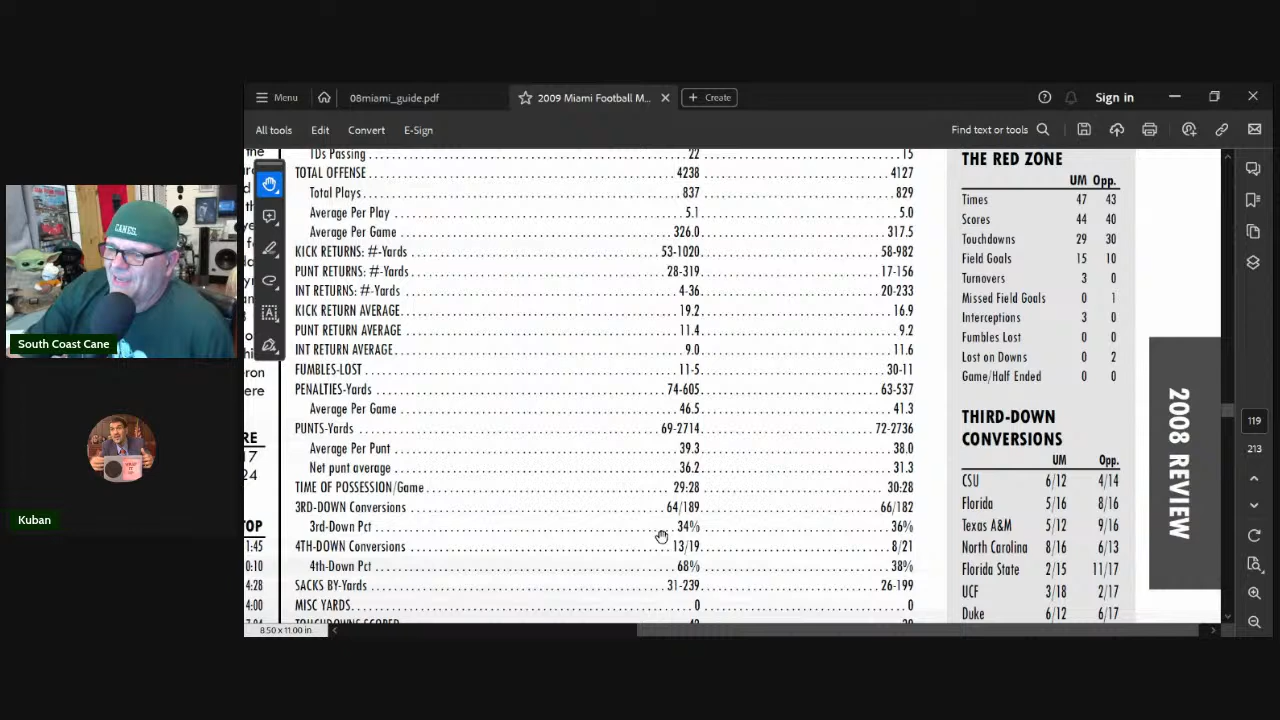 Menu
08miami_guide.pdf
2009 Miami Football M...
Create
Sign in
All tools
Edit
Convert
E-Sign
Find text or tools
TDs Passing 22 15
TOTAL OFFENSE 4238 4127
Total Plays 837 829
Average Per Play 5.1 5.0
Average Per Game 326.0 317.5
KICK RETURNS: #-Yards 53-1020 58-982
PUNT RETURNS: #-Yards 28-319 17-156
INT RETURNS: #-Yards 4-36 20-233
KICK RETURN AVERAGE 19.2 16.9
PUNT RETURN AVERAGE 11.4 9.2
INT RETURN AVERAGE 9.0 11.6
FUMBLES-LOST 11-5 30-11
PENALTIES-Yards 74-605 63-537
Average Per Game 46.5 41.3
PUNTS-Yards 69-2714 72-2736
Average Per Punt 39.3 38.0
Net punt average 36.2 31.3
TIME OF POSSESSION/Game 29:28 30:28
3RD-DOWN Conversions 64/189 66/182
3rd-Down Pct 34% 36%
4TH-DOWN Conversions 13/19 8/21
4th-Down Pct 68% 38%
SACKS BY-Yards 31-239 26-199
MISC YARDS 0 0
THE RED ZONE
UM Opp.
Times 47 43
Scores 44 40
Touchdowns 29 30
Field Goals 15 10
Turnovers 3 0
Missed Field Goals 0 1
Interceptions 3 0
Fumbles Lost 0 0
Lost on Downs 0 2
Game/Half Ended 0 0
THIRD-DOWN
CONVERSIONS
UM Opp.
CSU 6/12 4/14
Florida 5/16 8/16
Texas A&M 5/12 9/16
North Carolina 8/16 6/13
Florida State 2/15 11/17
UCF 3/18 2/17
Duke 6/12 6/17
2008 REVIEW
119
213
8.50 x 11.00 in
CANES
South Coast Cane
Kuban